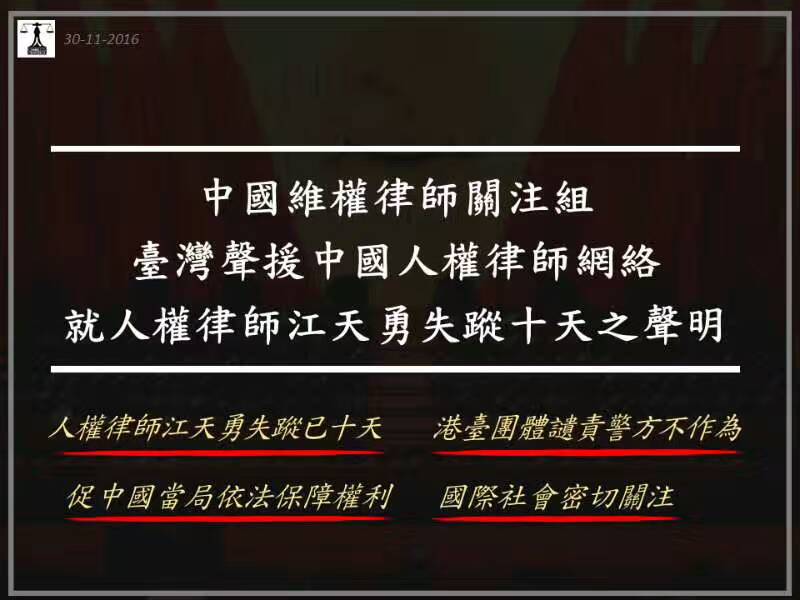 30-11-2016
中國維權律師關注組
臺灣聲援中國人權律師網絡
就人權律師江天勇失蹤十天之聲明
人權律師江天勇失蹤已十天
港臺團體譴責警方不作為
促中國當局依法保障權利
國際社會密切關注